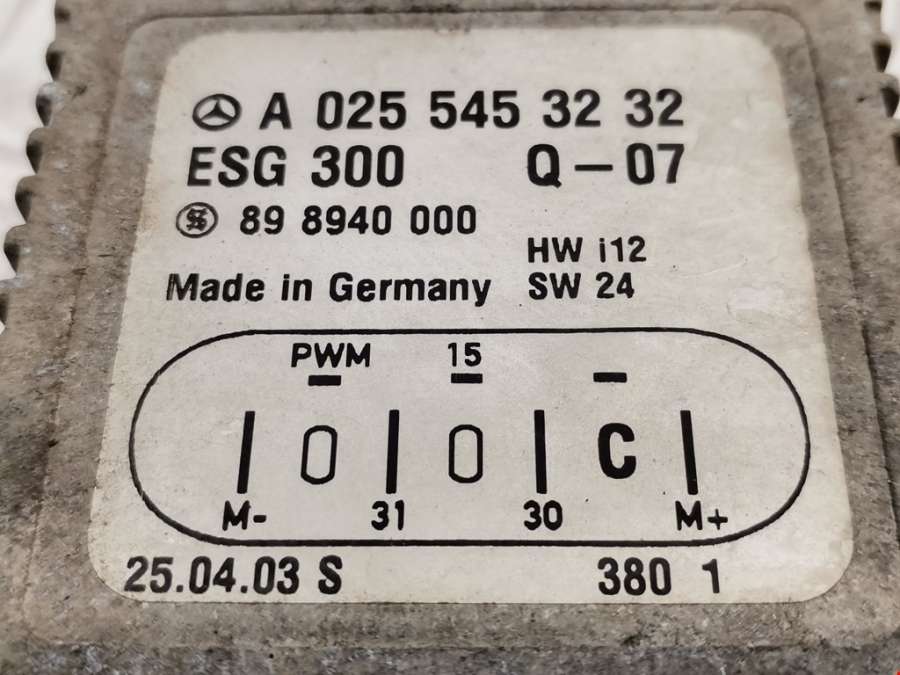 A 025 545 32 32
ESG 300 Q-07
89 8940 000
HW i12
Made in Germany SW 24
PWM 15
C
M- 31 30 M+
25.04.03 S 380 1